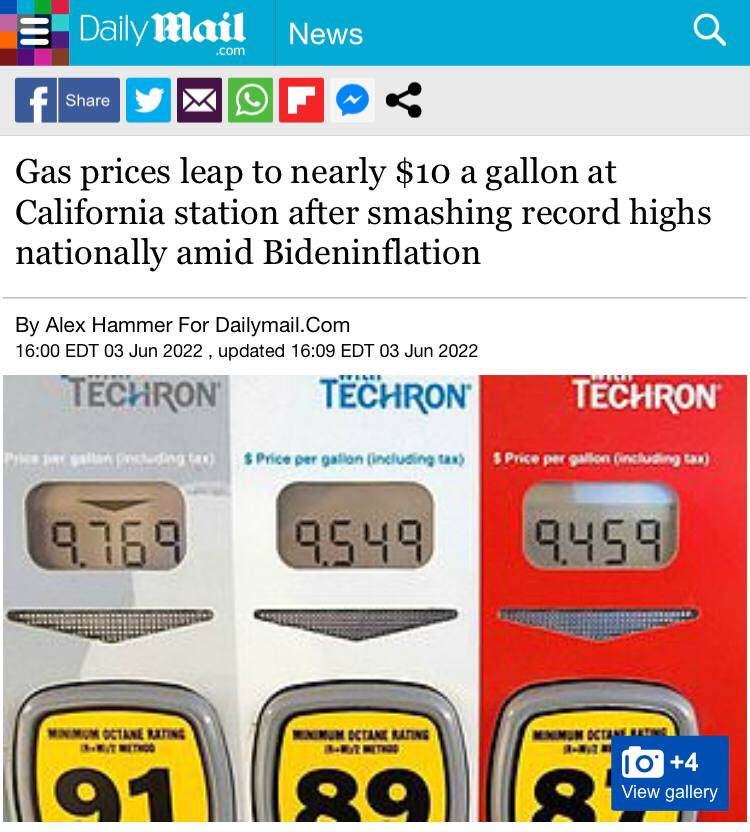 Daily Mail
.com
News
Share
Gas prices leap to nearly $10 a gallon at
California station after smashing record highs
nationally amid Bideninflation
By Alex Hammer For Dailymail.Com
16:00 EDT 03 Jun 2022 , updated 16:09 EDT 03 Jun 2022
TECHRON
TECHRON
TECHRON
Price per gallon (including tax)
$ Price per gallon (including tax)
$ Price per gallon (including tax)
9.769
9.549
9.459
MINIMUM OCTANE RATING
(R+M)/2 METHOD
91
MINIMUM OCTANE RATING
(R+M)/2 METHOD
89
MINIMUM OCTANE RATING
87
+4
View gallery